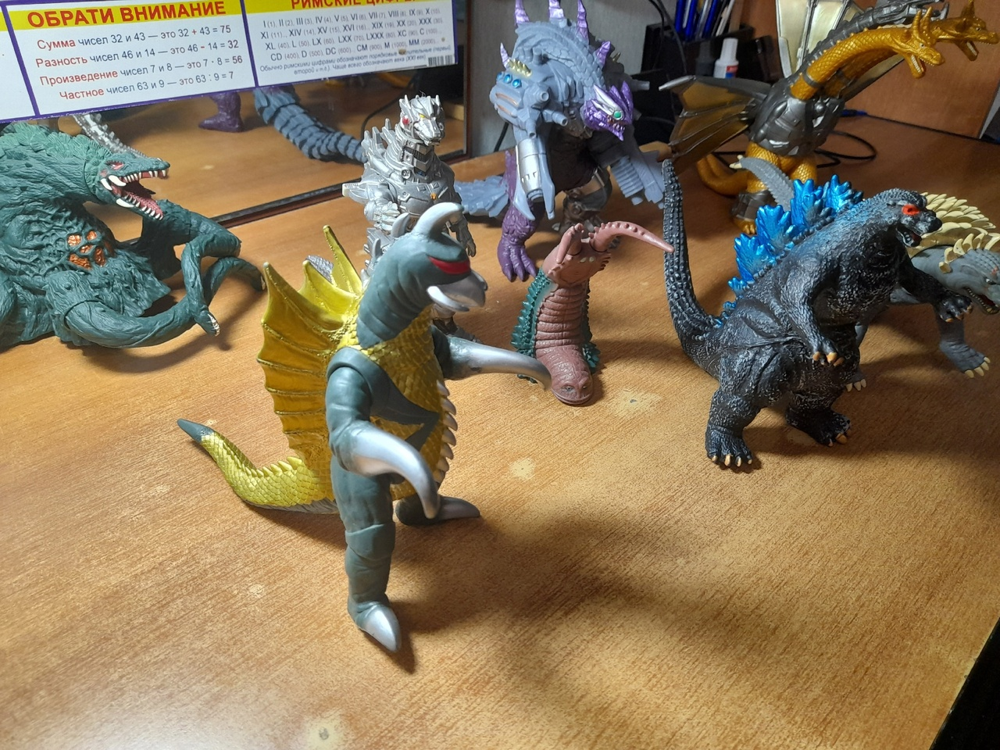 ОБРАТИ ВНИМАНИЕ
Сумма чисел 32 и 43 — это 32 + 43 = 75
Разность чисел 46 и 14 — это 46 - 14 = 32
Произведение чисел 7 и 8 — это 7 · 8 = 56
Частное чисел 63 и 9 — это 63 : 9 = 7
РИМСКИЕ ЦИФРЫ
I (1), II (2), III (3), IV (4), V (5), VI (6), VII (7), VIII (8), IX (9), X (10),
XI (11)... XIV (14), XV (15), XVI (16)... XIX (19), XX (20), XXX (30),
XL (40), L (50), LX (60), LXX (70), LXXX (80), XC (90), C (100),
CD (400), D (500), DC (600), CM (900), M (1000), MM (2000).
Обычно римскими цифрами обозначают порядковые числительные (первый,
второй и т.д.). Чаще всего обозначают века (XXI век)